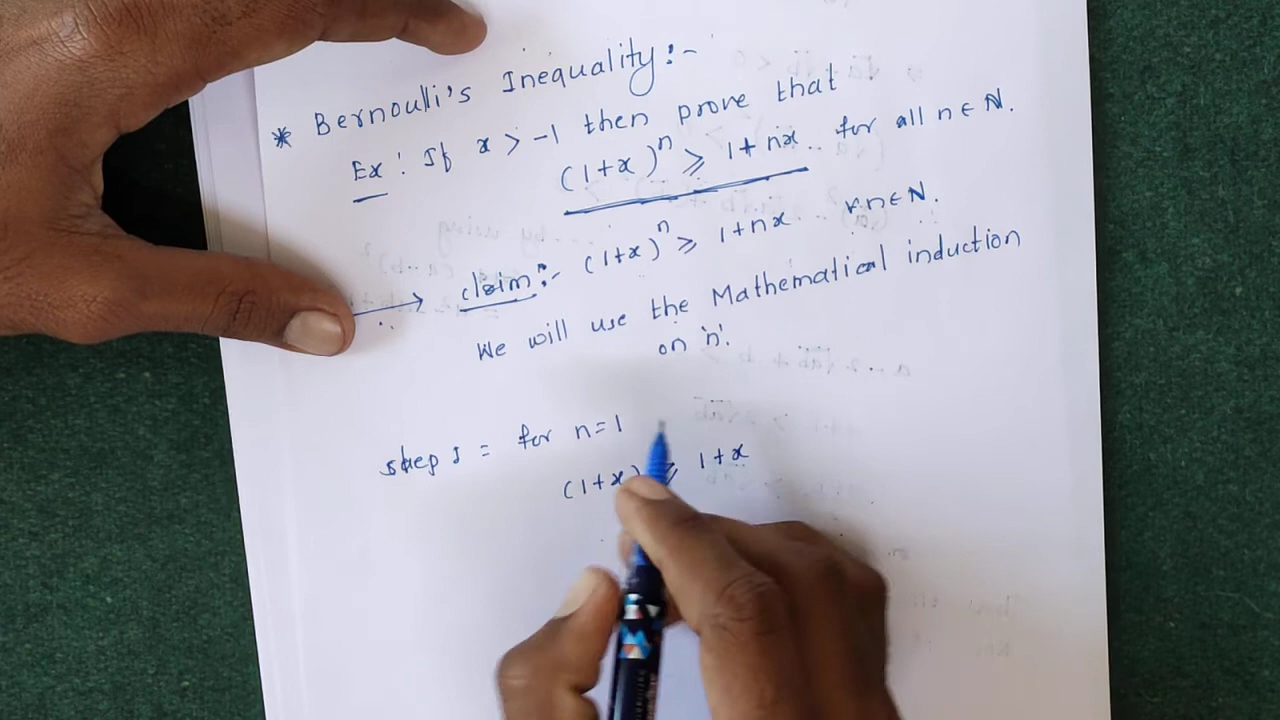 * Bernoulli's Inequality:-
Ex: If x > -1 then prove that
(1+x)^n ≥ 1+nx. for all n ∈ N.
→ claim:- (1+x)^n ≥ 1+nx ∀ n ∈ N.
We will use the Mathematical induction
on 'n'.
step 1 = for n=1
(1+x) ≥ 1+x